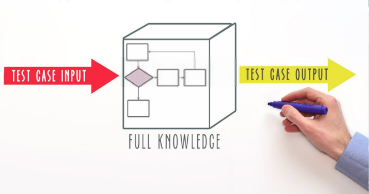 TEST CASE INPUT
TEST CASE OUTPUT
FULL KNOWLEDGE